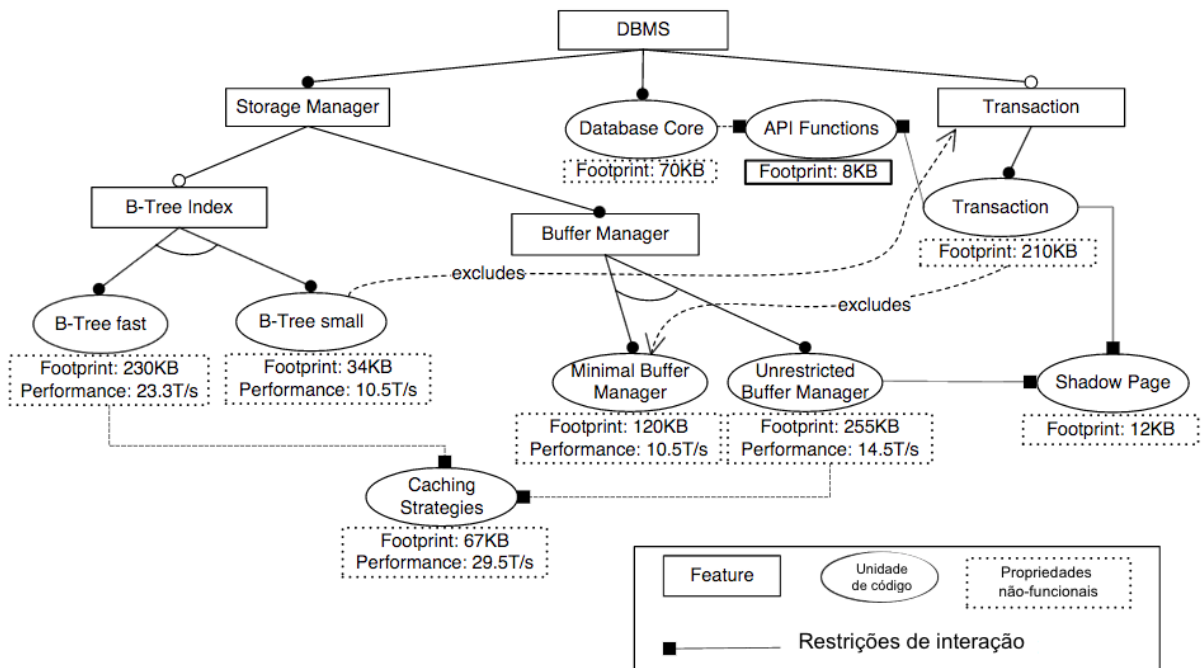 DBMS
Storage Manager
Transaction
Database Core
API Functions
Footprint: 70KB
Footprint: 8KB
B-Tree Index
Transaction
Buffer Manager
Footprint: 210KB
excludes
excludes
B-Tree fast
B-Tree small
Footprint: 230KB
Performance: 23.3T/s
Footprint: 34KB
Performance: 10.5T/s
Minimal Buffer
Manager
Unrestricted
Buffer Manager
Shadow Page
Footprint: 120KB
Performance: 10.5T/s
Footprint: 255KB
Performance: 14.5T/s
Footprint: 12KB
Caching
Strategies
Footprint: 67KB
Performance: 29.5T/s
Feature
Unidade
de código
Propriedades
não-funcionais
Restrições de interação